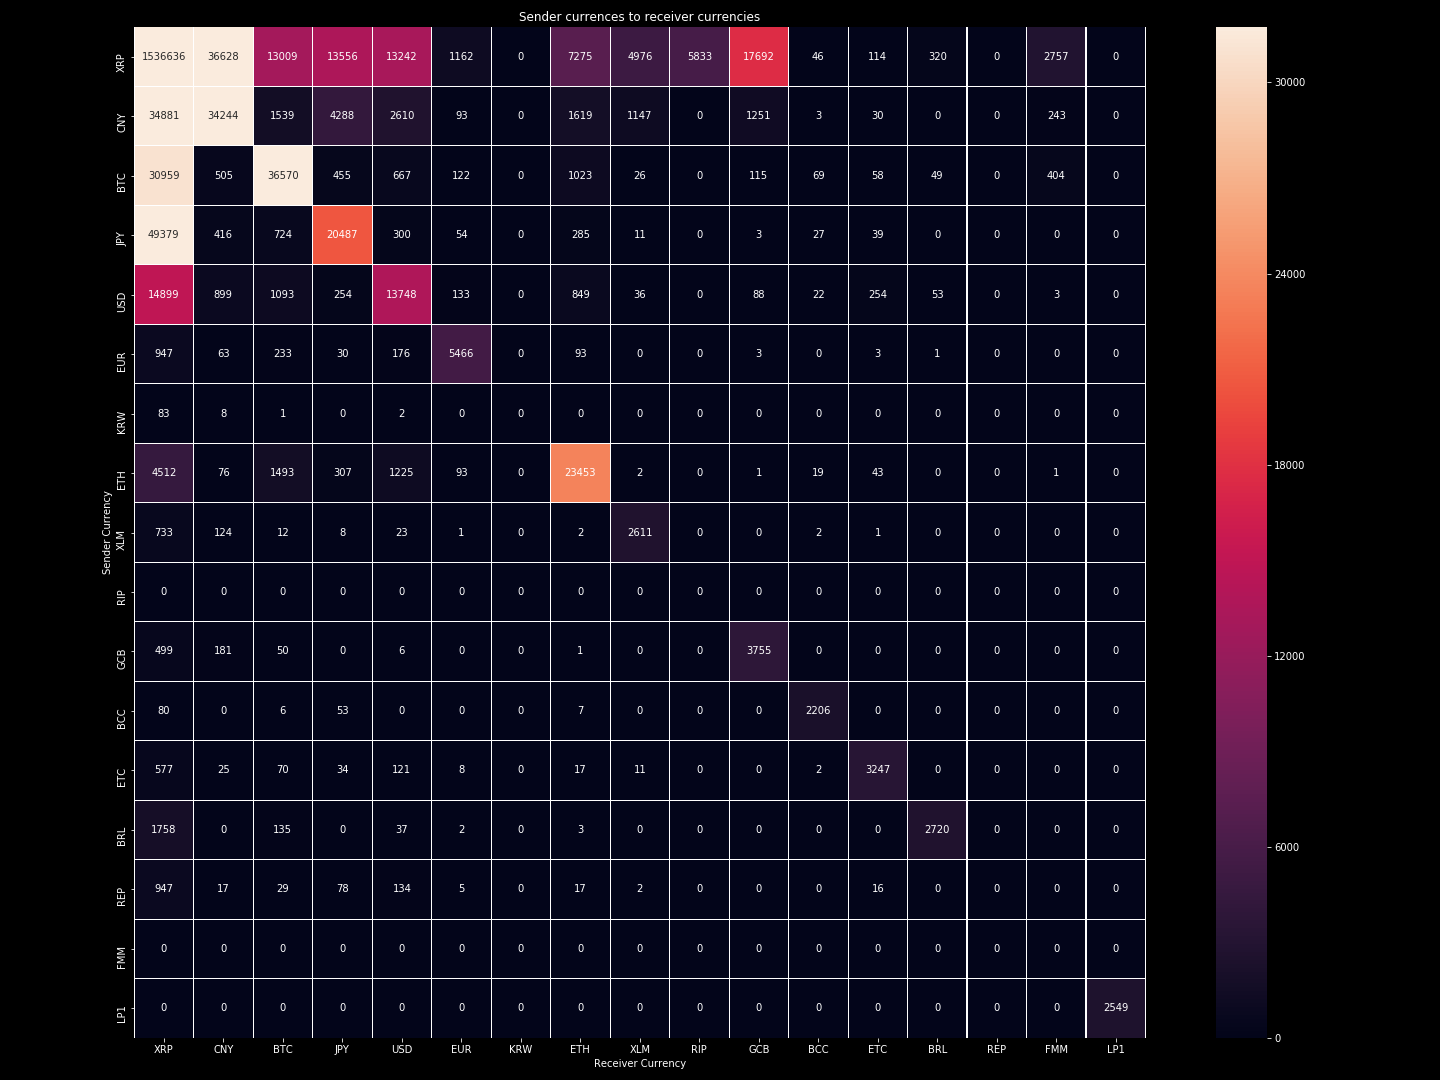 Sender currences to receiver currencies
XRP 1536636 36628 13009 13556 13242 1162 0 7275 4976 5833 17692 46 114 320 0 2757 0
CNY 34881 34244 1539 4288 2610 93 0 1619 1147 0 1251 3 30 0 0 243 0
BTC 30959 505 36570 455 667 122 0 1023 26 0 115 69 58 49 0 404 0
JPY 49379 416 724 20487 300 54 0 285 11 0 3 27 39 0 0 0 0
USD 14899 899 1093 254 13748 133 0 849 36 0 88 22 254 53 0 3 0
EUR 947 63 233 30 176 5466 0 93 0 0 3 0 3 1 0 0 0
KRW 83 8 1 0 2 0 0 0 0 0 0 0 0 0 0 0 0
ETH 4512 76 1493 307 1225 93 0 23453 2 0 1 19 43 0 0 1 0
XLM 733 124 12 8 23 1 0 2 2611 0 0 2 1 0 0 0 0
RIP 0 0 0 0 0 0 0 0 0 0 0 0 0 0 0 0 0
GCB 499 181 50 0 6 0 0 1 0 0 3755 0 0 0 0 0 0
BCC 80 0 6 53 0 0 0 7 0 0 0 2206 0 0 0 0 0
ETC 577 25 70 34 121 8 0 17 11 0 0 2 3247 0 0 0 0
BRL 1758 0 135 0 37 2 0 3 0 0 0 0 0 2720 0 0 0
REP 947 17 29 78 134 5 0 17 2 0 0 0 16 0 0 0 0
FMM 0 0 0 0 0 0 0 0 0 0 0 0 0 0 0 0 0
LP1 0 0 0 0 0 0 0 0 0 0 0 0 0 0 0 0 2549
XRP CNY BTC JPY USD EUR KRW ETH XLM RIP GCB BCC ETC BRL REP FMM LP1
Receiver Currency
Sender Currency
30000
24000
18000
12000
6000
0